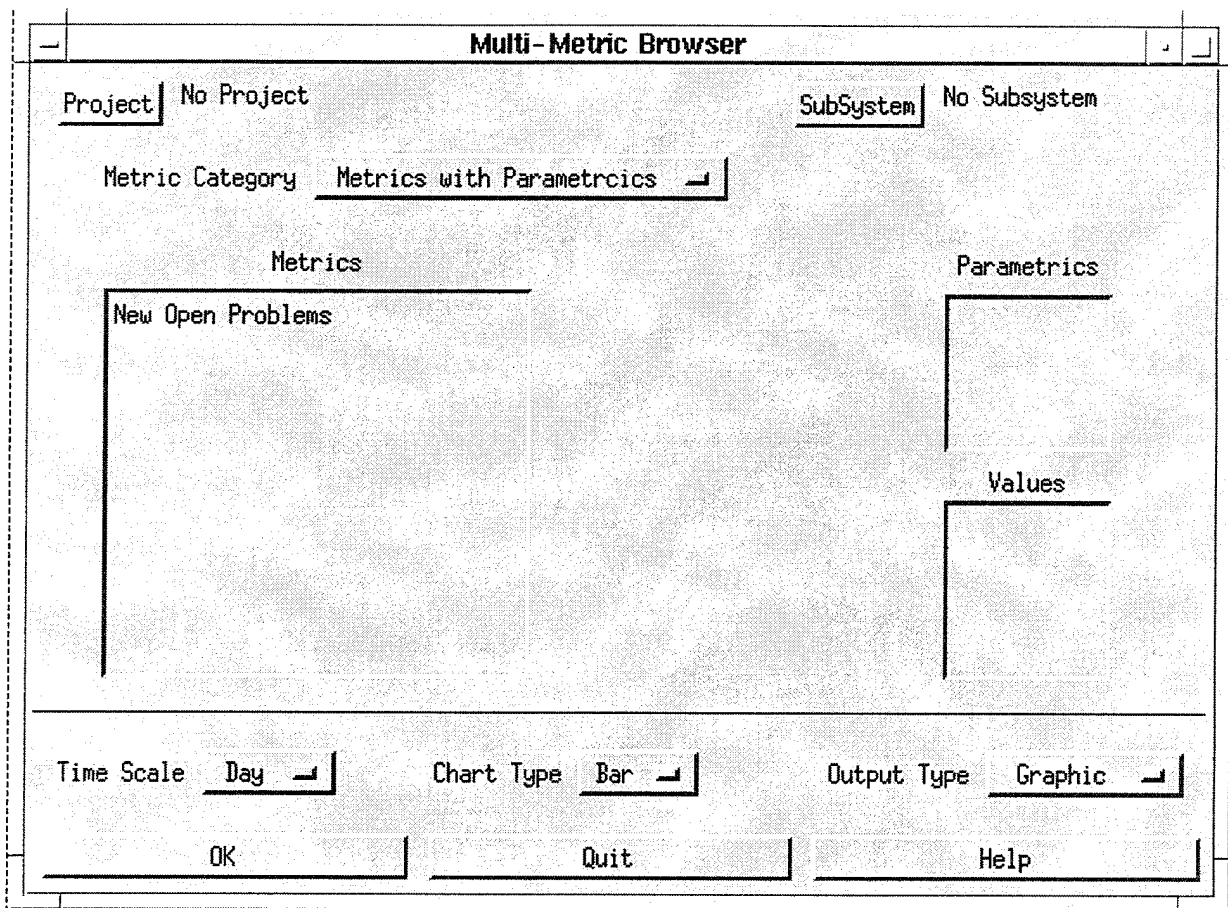 Multi-Metric Browser
Project No Project SubSystem No Subsystem
Metric Category Metrics with Parametrcics
Metrics Parametrics
New Open Problems
Values
Time Scale Day Chart Type Bar Output Type Graphic
OK Quit Help